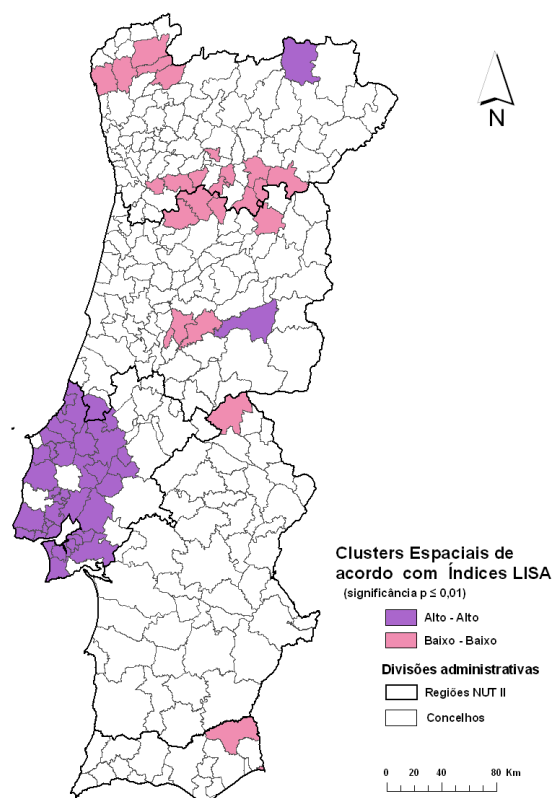 N
Clusters Espaciais de
acordo com Índices LISA
(significância p ≤ 0,01)
Alto - Alto
Baixo - Baixo
Divisões administrativas
Regiões NUT II
Concelhos
0 20 40 80 Km